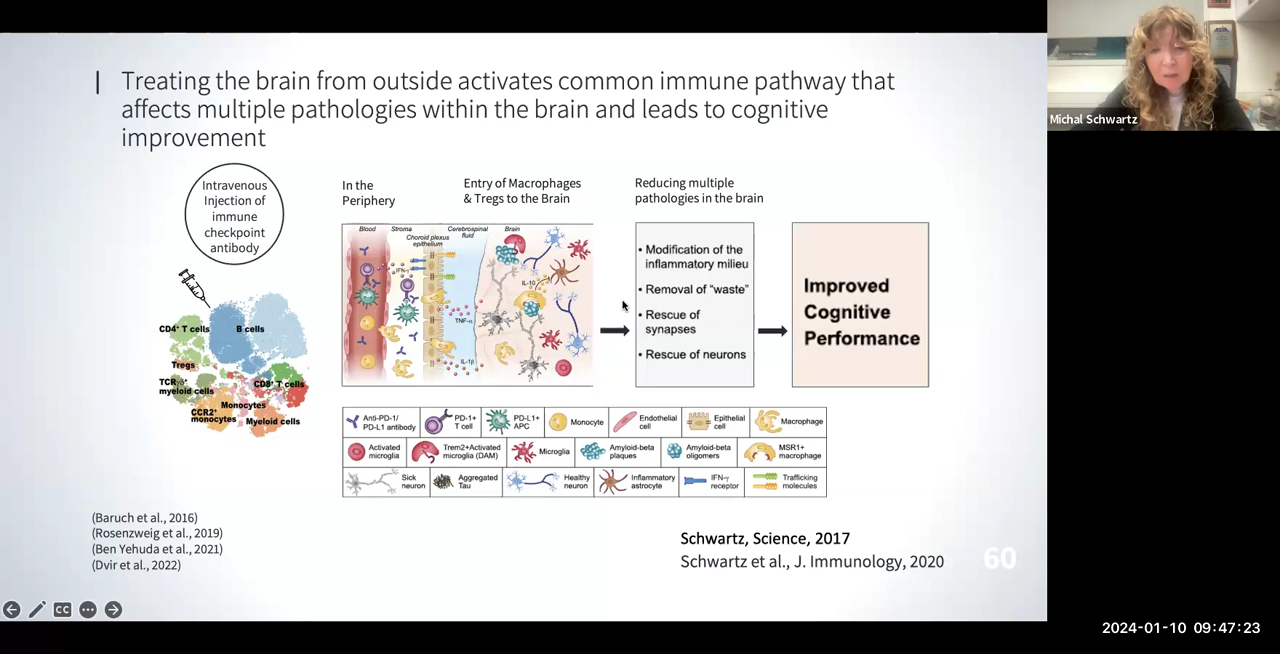 Treating the brain from outside activates common immune pathway that
affects multiple pathologies within the brain and leads to cognitive
improvement
Michal Schwartz
Intravenous
Injection of
immune
checkpoint
antibody
In the
Periphery
Entry of Macrophages
& Tregs to the Brain
Reducing multiple
pathologies in the brain
Blood
Stroma
Choroid plexus
epithelium
Cerebrospinal
fluid
Brain
IFN-γ
IL-10
TNF-α
IL-1β
• Modification of the
inflammatory milieu
• Removal of “waste”
• Rescue of
synapses
• Rescue of neurons
Improved
Cognitive
Performance
CD4⁺ T cells
B cells
Tregs
TCRγδ⁺
myeloid cells
CD8⁺ T cells
Monocytes
CCR2⁺
monocytes
Myeloid cells
Anti-PD-1/
PD-L1 antibody
PD-1+
T cell
PD-L1+
APC
Monocyte
Endothelial
cell
Epithelial
cell
Macrophage
Activated
microglia
Trem2+Activated
microglia (DAM)
Microglia
Amyloid-beta
plaques
Amyloid-beta
oligomers
MSR1+
macrophage
Sick
neuron
Aggregated
Tau
Healthy
neuron
Inflammatory
astrocyte
IFN-γ
receptor
Trafficking
molecules
(Baruch et al., 2016)
(Rosenzweig et al., 2019)
(Ben Yehuda et al., 2021)
(Dvir et al., 2022)
Schwartz, Science, 2017
Schwartz et al., J. Immunology, 2020
60
CC
2024-01-10 09:47:23